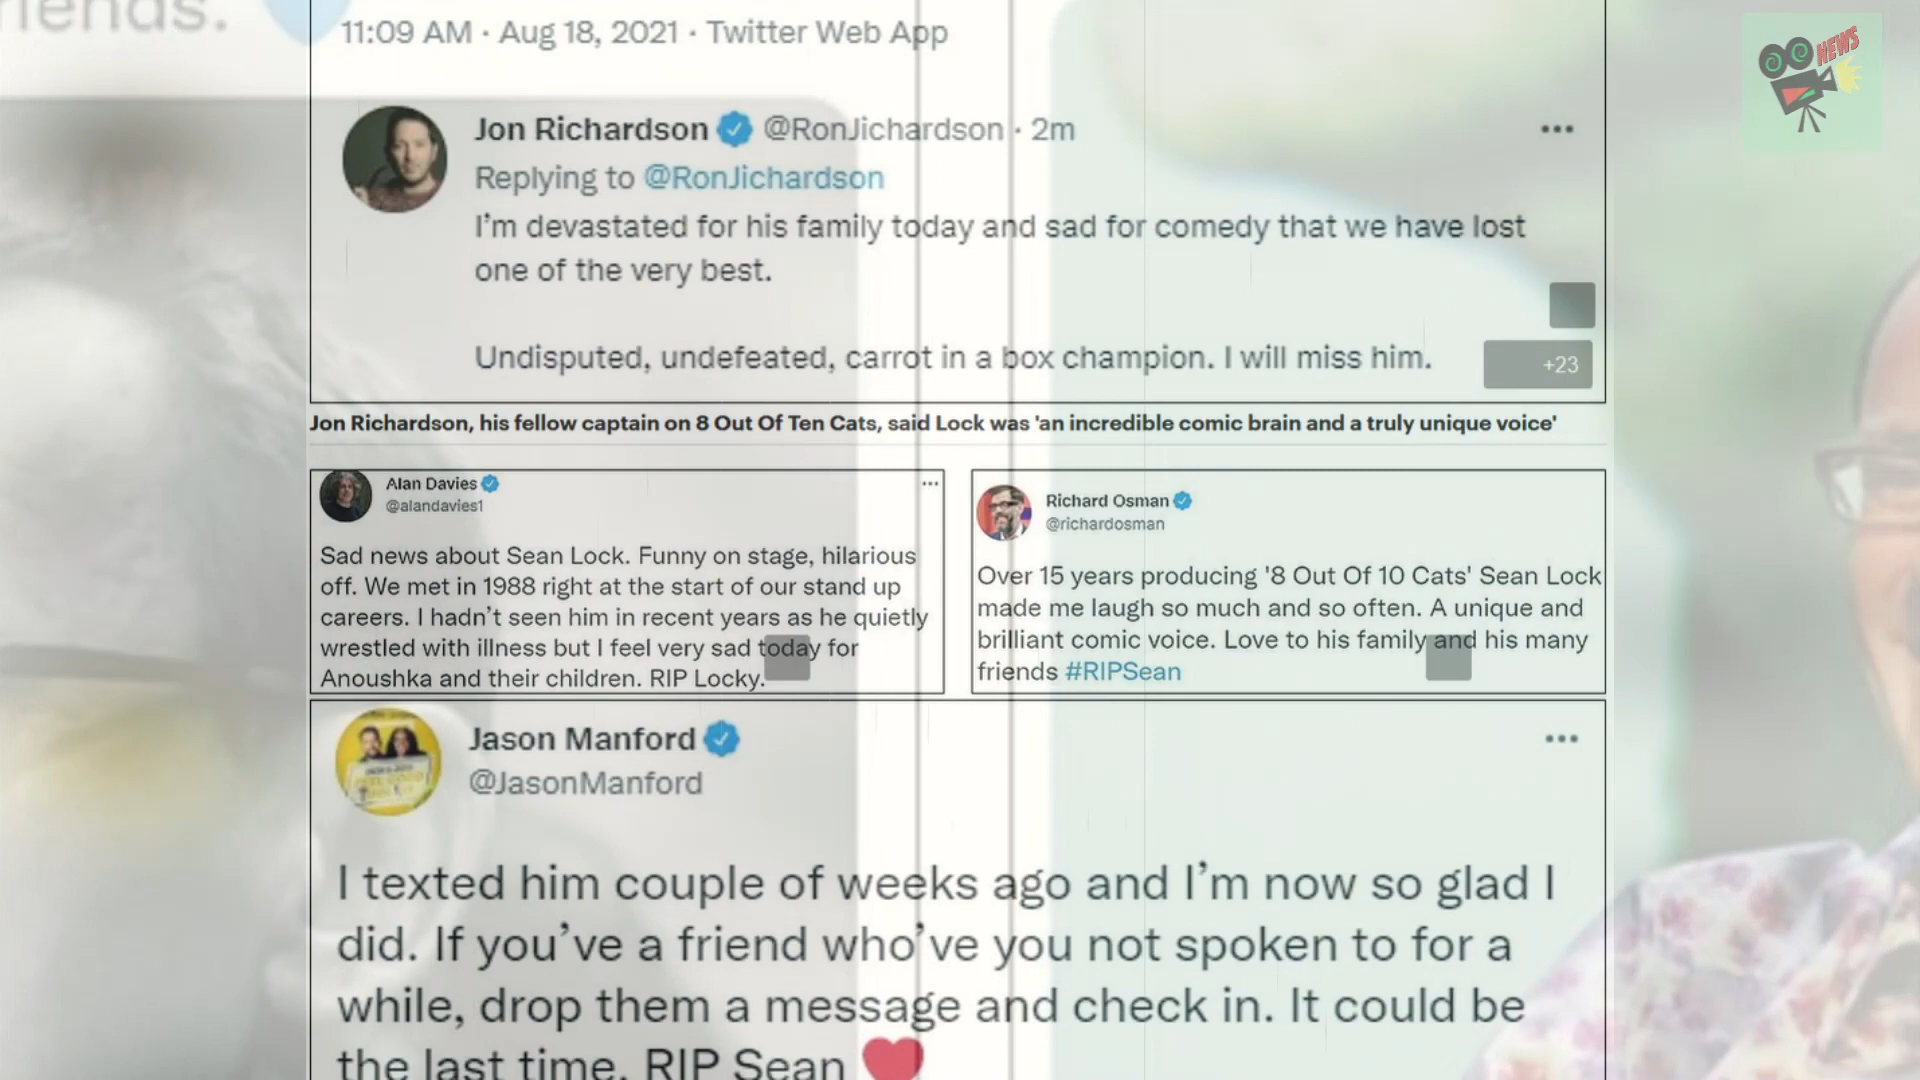 iends.
11:09 AM · Aug 18, 2021 · Twitter Web App
NEWS
Jon Richardson @RonJichardson · 2m
Replying to @RonJichardson
I'm devastated for his family today and sad for comedy that we have lost
one of the very best.
Undisputed, undefeated, carrot in a box champion. I will miss him.
+23
Jon Richardson, his fellow captain on 8 Out Of Ten Cats, said Lock was 'an incredible comic brain and a truly unique voice'
Alan Davies
@alandavies1
Sad news about Sean Lock. Funny on stage, hilarious
off. We met in 1988 right at the start of our stand up
careers. I hadn't seen him in recent years as he quietly
wrestled with illness but I feel very sad today for
Anoushka and their children. RIP Locky.
Richard Osman
@richardosman
Over 15 years producing '8 Out Of 10 Cats' Sean Lock
made me laugh so much and so often. A unique and
brilliant comic voice. Love to his family and his many
friends #RIPSean
Jason Manford
@JasonManford
I texted him couple of weeks ago and I'm now so glad I
did. If you've a friend who've you not spoken to for a
while, drop them a message and check in. It could be
the last time. RIP Sean